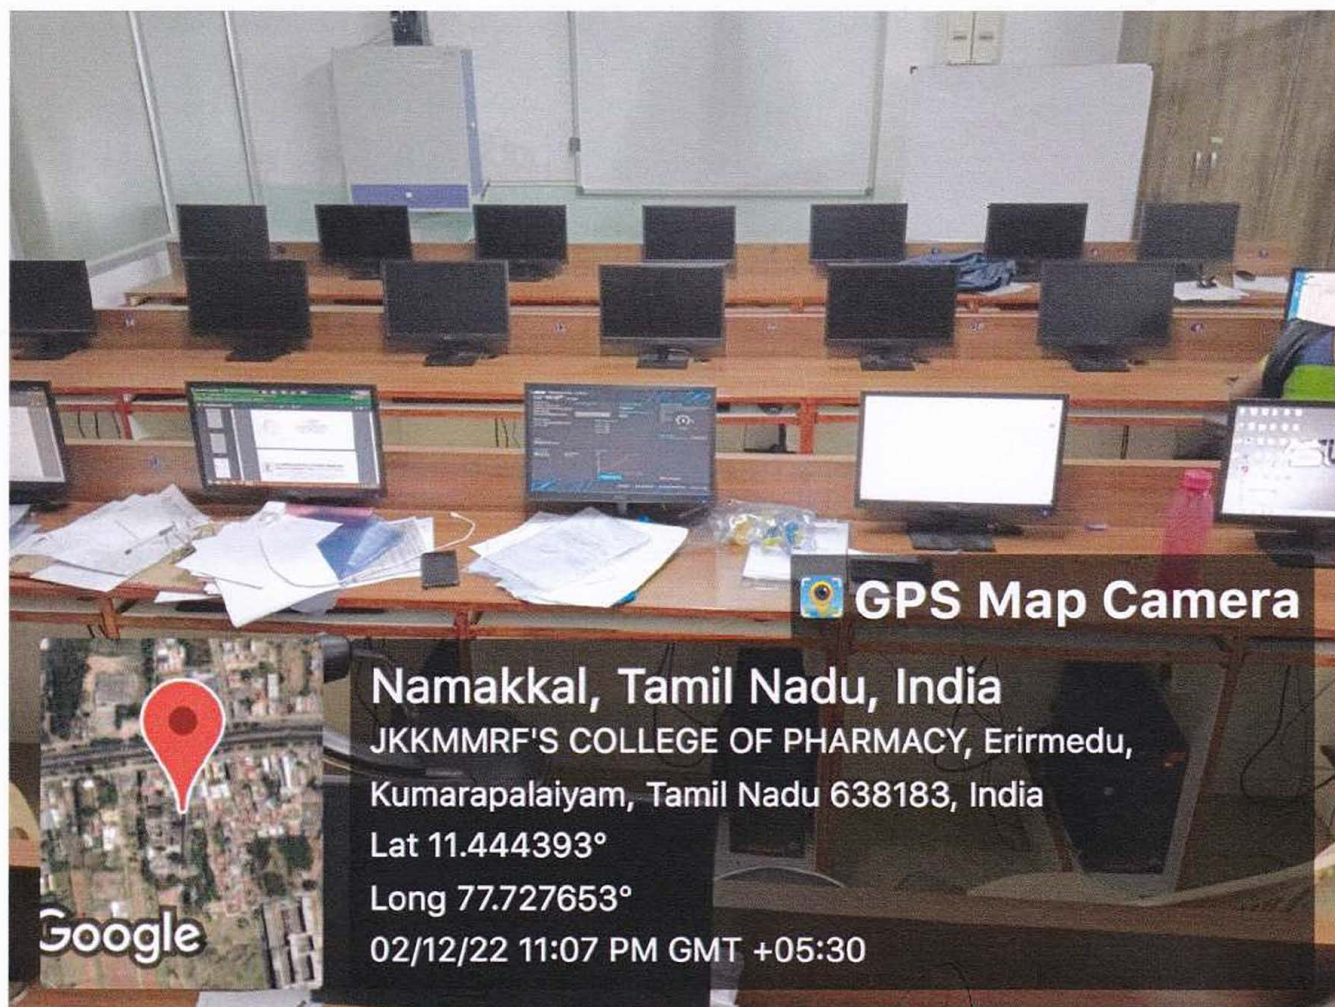 GPS Map Camera
Namakkal, Tamil Nadu, India
JKKMMRF'S COLLEGE OF PHARMACY, Erirmedu,
Kumarapalaiyam, Tamil Nadu 638183, India
Lat 11.444393°
Long 77.727653°
02/12/22 11:07 PM GMT +05:30
Google